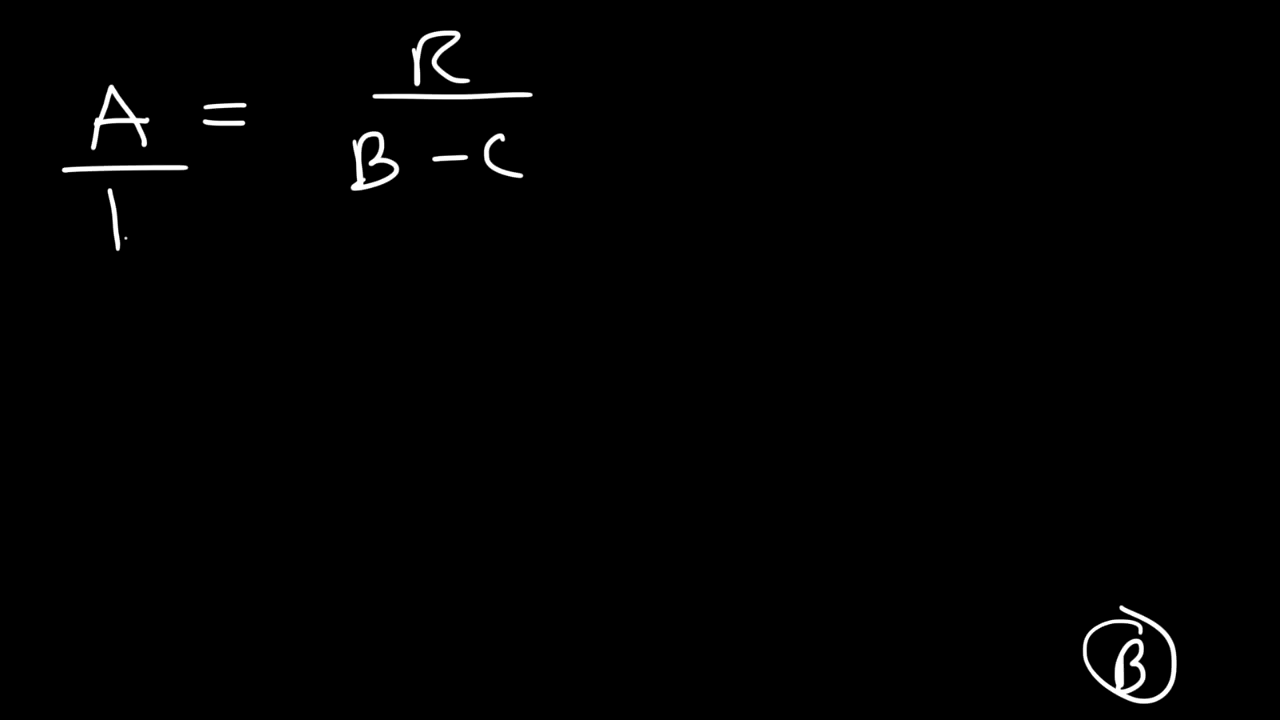 A/1 = R/(B - C)
B